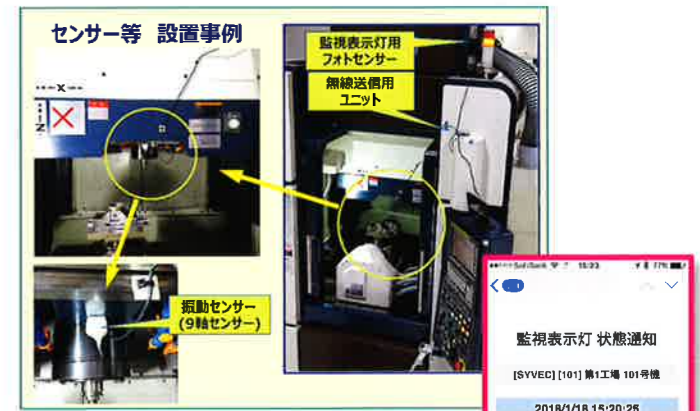 センサー等 設置事例
監視表示灯用
フォトセンサー
無線送信用
ユニット
X
Z
振動センサー
(9軸センサー)
SoftBank
15:23
77%
監視表示灯 状態通知
[SYVEC] [101] 第1工場 101号機
2018/1/18 15:20:25